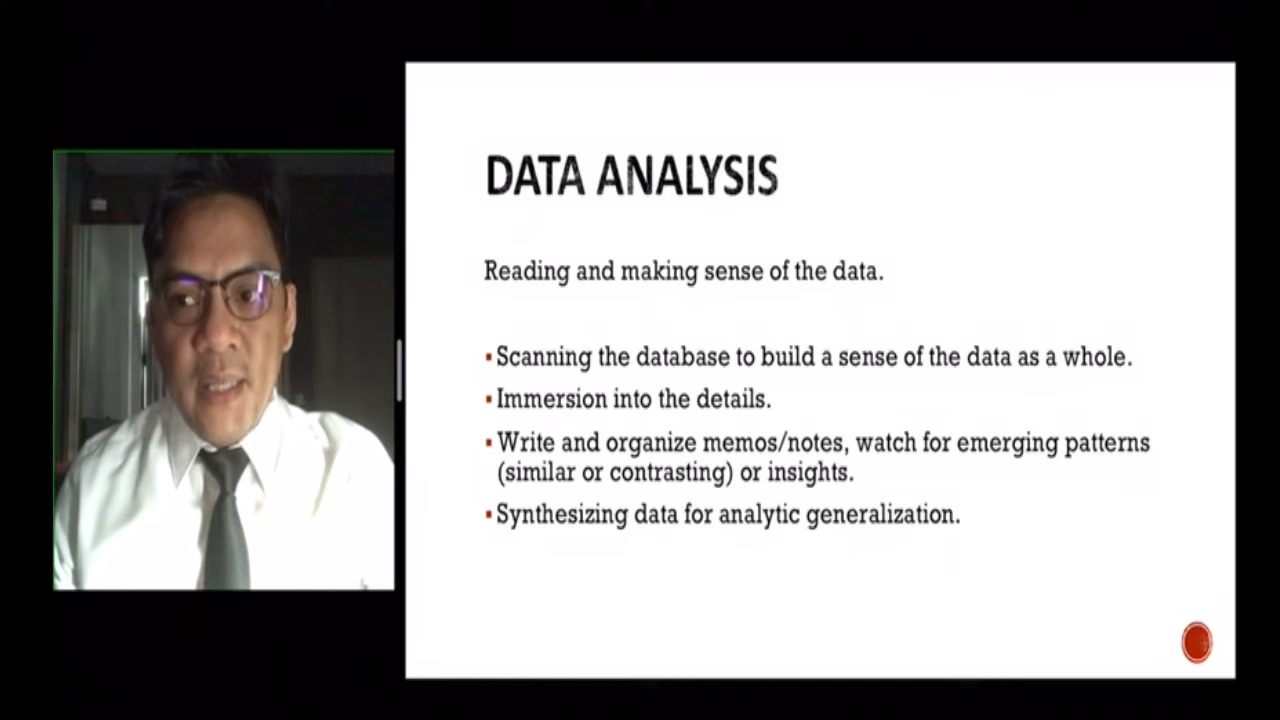 DATA ANALYSIS
Reading and making sense of the data.
▪Scanning the database to build a sense of the data as a whole.
▪Immersion into the details.
▪Write and organize memos/notes, watch for emerging patterns
(similar or contrasting) or insights.
▪Synthesizing data for analytic generalization.